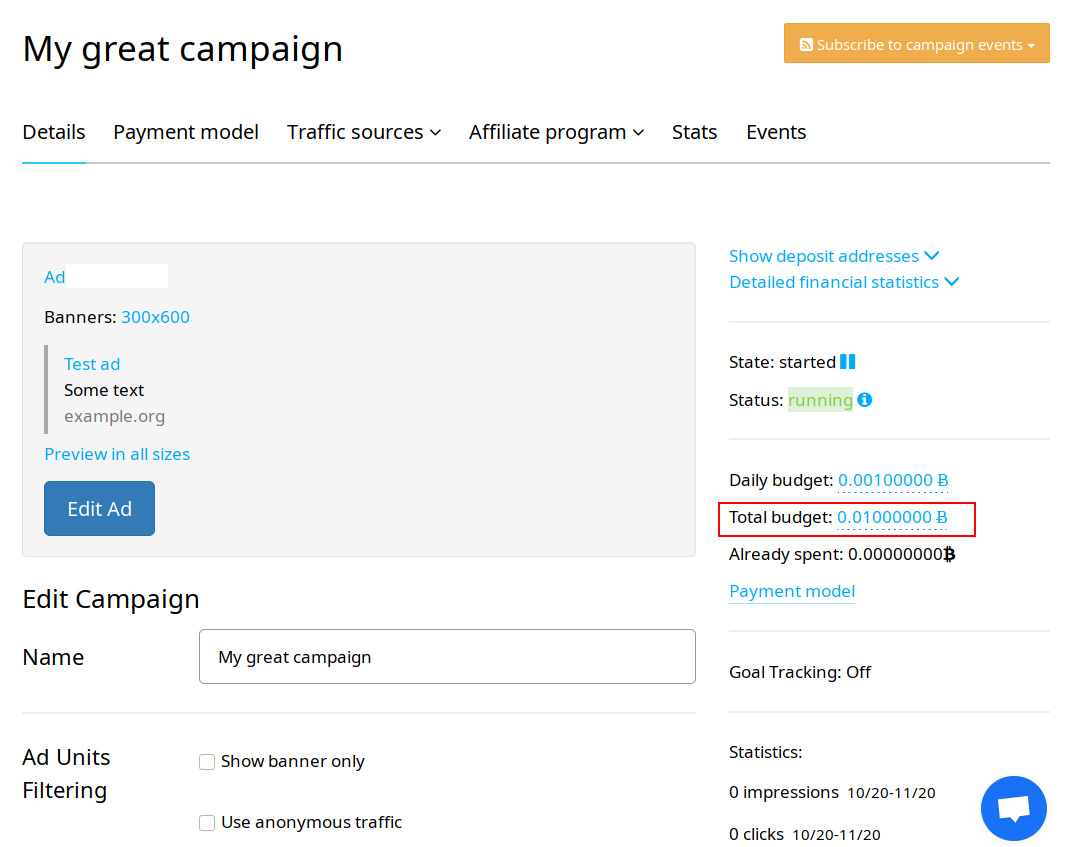 My great campaign
Subscribe to campaign events
Details Payment model Traffic sources Affiliate program Stats Events
Ad
Banners: 300x600
Test ad
Some text
example.org
Preview in all sizes
Edit Ad
Edit Campaign
Name
My great campaign
Ad Units
Filtering
Show banner only
Use anonymous traffic
Show deposit addresses
Detailed financial statistics
State: started
Status: running
Daily budget: 0.00100000 Ƀ
Total budget: 0.01000000 Ƀ
Already spent: 0.00000000₿
Payment model
Goal Tracking: Off
Statistics:
0 impressions 10/20-11/20
0 clicks 10/20-11/20